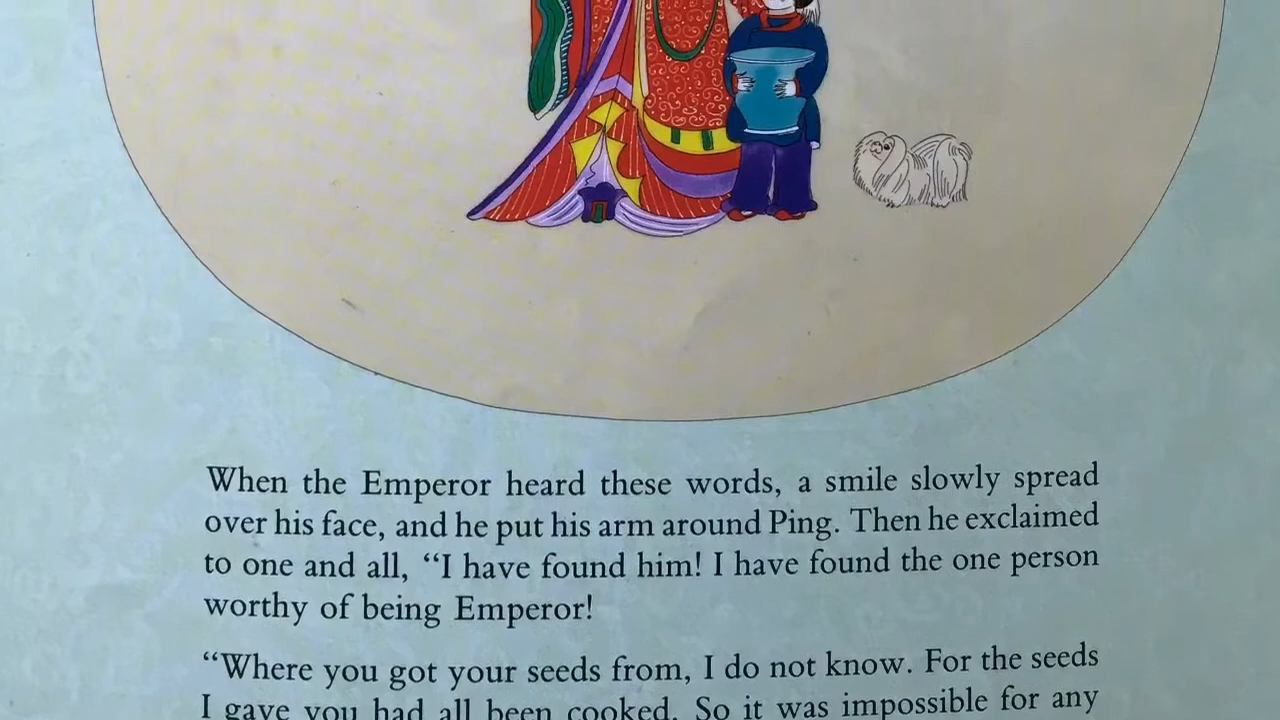 When the Emperor heard these words, a smile slowly spread
over his face, and he put his arm around Ping. Then he exclaimed
to one and all, “I have found him! I have found the one person
worthy of being Emperor!
“Where you got your seeds from, I do not know. For the seeds
I gave you had all been cooked. So it was impossible for any